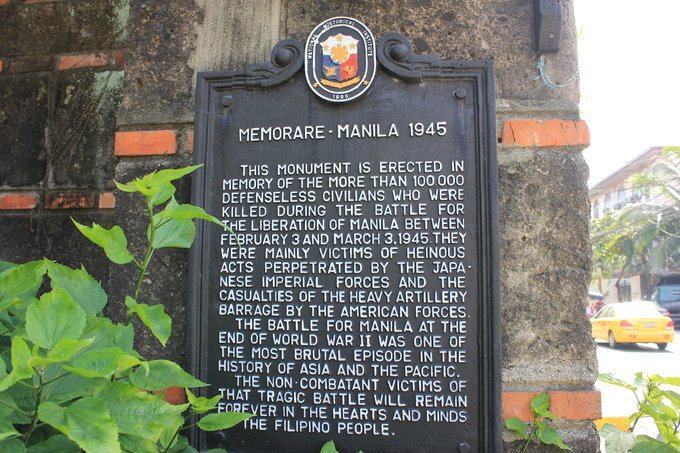 NATIONAL HISTORICAL INSTITUTE
1995
MEMORARE - MANILA 1945
THIS MONUMENT IS ERECTED IN
MEMORY OF THE MORE THAN 100,000
DEFENSELESS CIVILIANS WHO WERE
KILLED DURING THE BATTLE FOR
THE LIBERATION OF MANILA BETWEEN
FEBRUARY 3 AND MARCH 3, 1945. THEY
WERE MAINLY VICTIMS OF HEINOUS
ACTS PERPETRATED BY THE JAPA-
NESE IMPERIAL FORCES AND THE
CASUALTIES OF THE HEAVY ARTILLERY
BARRAGE BY THE AMERICAN FORCES.
THE BATTLE FOR MANILA AT THE
END OF WORLD WAR II WAS ONE OF
THE MOST BRUTAL EPISODE IN THE
HISTORY OF ASIA AND THE PACIFIC.
THE NON-COMBATANT VICTIMS OF
THAT TRAGIC BATTLE WILL REMAIN
FOREVER IN THE HEARTS AND MINDS
THE FILIPINO PEOPLE.